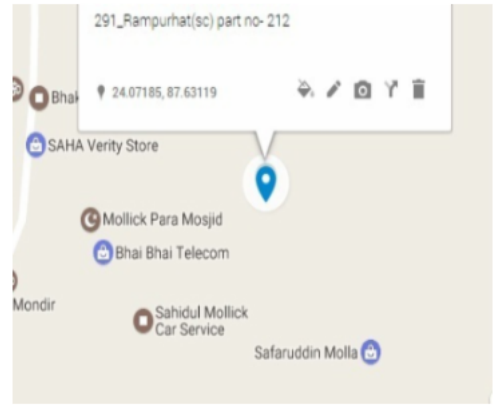 291_Rampurhat(sc) part no- 212
24.07185, 87.63119
Bhak
SAHA Verity Store
Mollick Para Mosjid
Bhai Bhai Telecom
Mondir
Sahidul Mollick
Car Service
Safaruddin Molla